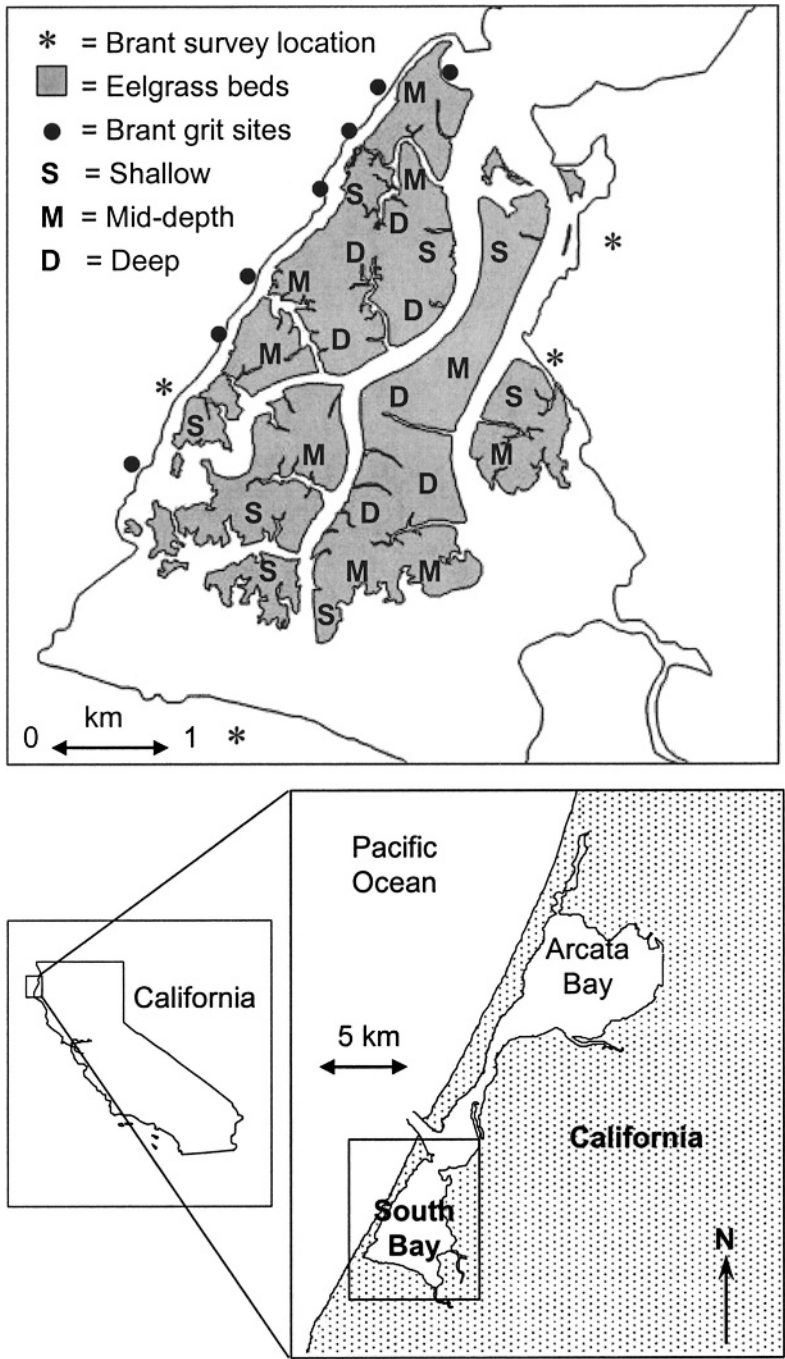 * = Brant survey location
= Eelgrass beds
● = Brant grit sites
S = Shallow
M = Mid-depth
D = Deep
M
M
S
D
S
S
D
M
D
D
M
M
D
S
S
M
M
D
S
D
S
M
M
S
*
*
*
km
0 1 *
Pacific
Ocean
Arcata
Bay
California
5 km
California
South
Bay
N